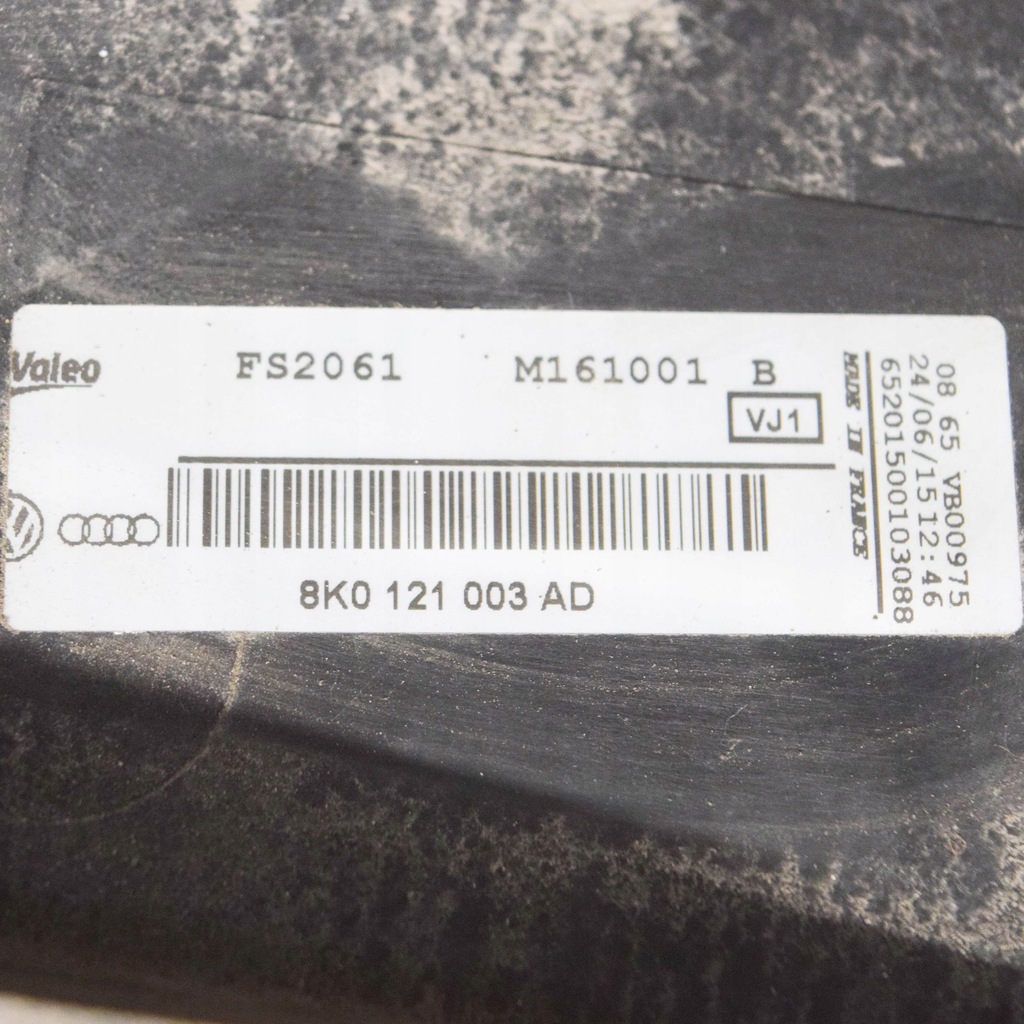 Valeo
FS2061 M161001 B
VJ1
8K0 121 003 AD
MADE IN FRANCE
652015001103088
24/06/15 12:46
08 65 VB00975